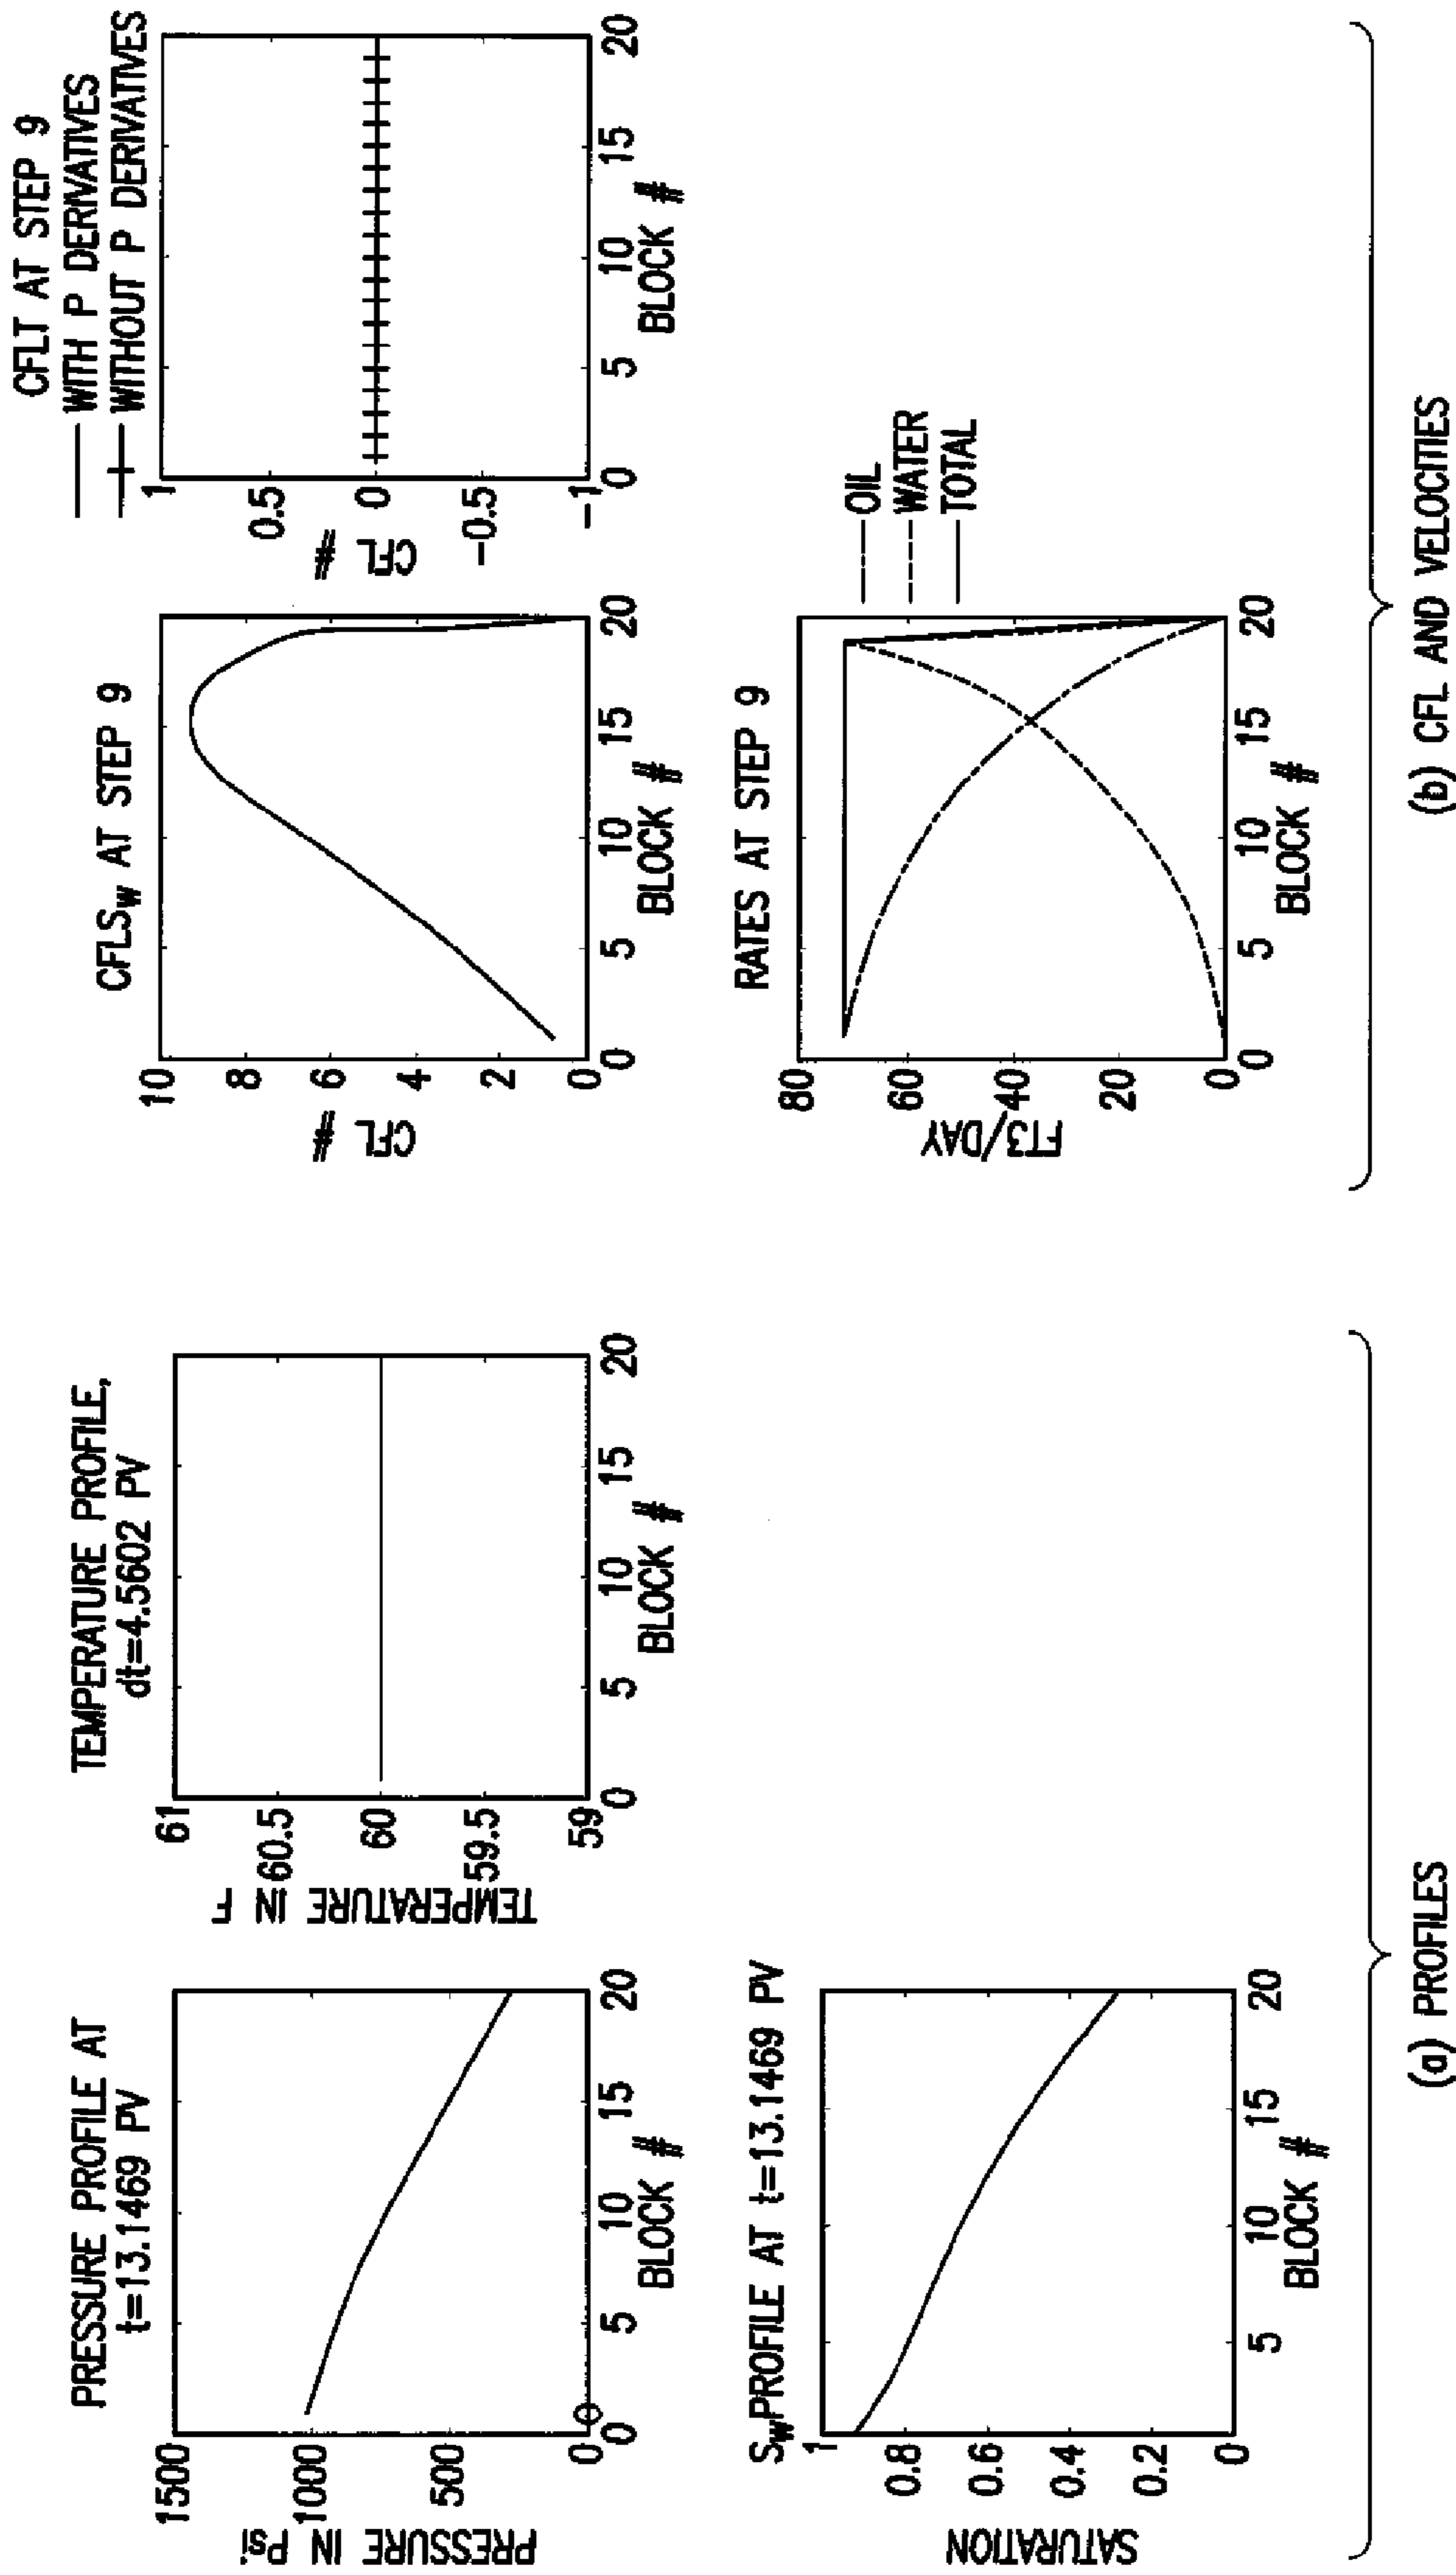 PRESSURE PROFILE AT
t=13.1469 PV
1500
1000
500
0
PRESSURE IN Psi
0 5 10 15 20
BLOCK #
TEMPERATURE PROFILE,
dt=4.5602 PV
61
60.5
60
59.5
59
TEMPERATURE IN F
0 5 10 15 20
BLOCK #
SwPROFILE AT t=13.1469 PV
1
0.8
0.6
0.4
0.2
0
SATURATION
5 10 15 20
BLOCK #
(a) PROFILES
CFLSw AT STEP 9
10
8
6
4
2
0
CFL #
0 5 10 15 20
BLOCK #
CFLT AT STEP 9
WITH P DERIVATIVES
WITHOUT P DERIVATIVES
1
0.5
0
-0.5
-1
CFL #
0 5 10 15 20
BLOCK #
RATES AT STEP 9
80
60
40
20
0
FT3/DAY
0 5 10 15 20
BLOCK #
OIL
WATER
TOTAL
(b) CFL AND VELOCITIES